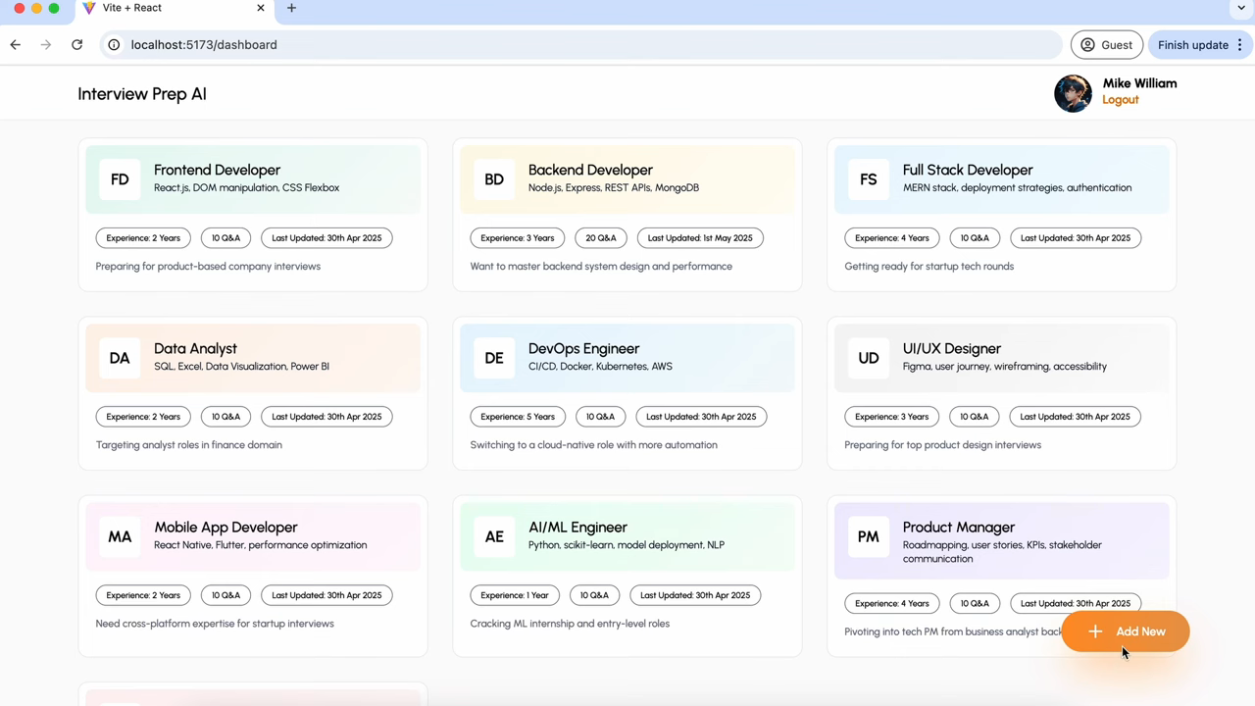 Vite + React
localhost:5173/dashboard
Guest
Finish update
Interview Prep AI
Mike William
Logout
FD
Frontend Developer
React.js, DOM manipulation, CSS Flexbox
Experience: 2 Years
10 Q&A
Last Updated: 30th Apr 2025
Preparing for product-based company interviews
BD
Backend Developer
Node.js, Express, REST APIs, MongoDB
Experience: 3 Years
20 Q&A
Last Updated: 1st May 2025
Want to master backend system design and performance
FS
Full Stack Developer
MERN stack, deployment strategies, authentication
Experience: 4 Years
10 Q&A
Last Updated: 30th Apr 2025
Getting ready for startup tech rounds
DA
Data Analyst
SQL, Excel, Data Visualization, Power BI
Experience: 2 Years
10 Q&A
Last Updated: 30th Apr 2025
Targeting analyst roles in finance domain
DE
DevOps Engineer
CI/CD, Docker, Kubernetes, AWS
Experience: 5 Years
10 Q&A
Last Updated: 30th Apr 2025
Switching to a cloud-native role with more automation
UD
UI/UX Designer
Figma, user journey, wireframing, accessibility
Experience: 3 Years
10 Q&A
Last Updated: 30th Apr 2025
Preparing for top product design interviews
MA
Mobile App Developer
React Native, Flutter, performance optimization
Experience: 2 Years
10 Q&A
Last Updated: 30th Apr 2025
Need cross-platform expertise for startup interviews
AE
AI/ML Engineer
Python, scikit-learn, model deployment, NLP
Experience: 1 Year
10 Q&A
Last Updated: 30th Apr 2025
Cracking ML internship and entry-level roles
PM
Product Manager
Roadmapping, user stories, KPIs, stakeholder
communication
Experience: 4 Years
10 Q&A
Last Updated: 30th Apr 2025
Pivoting into tech PM from business analyst
Add New